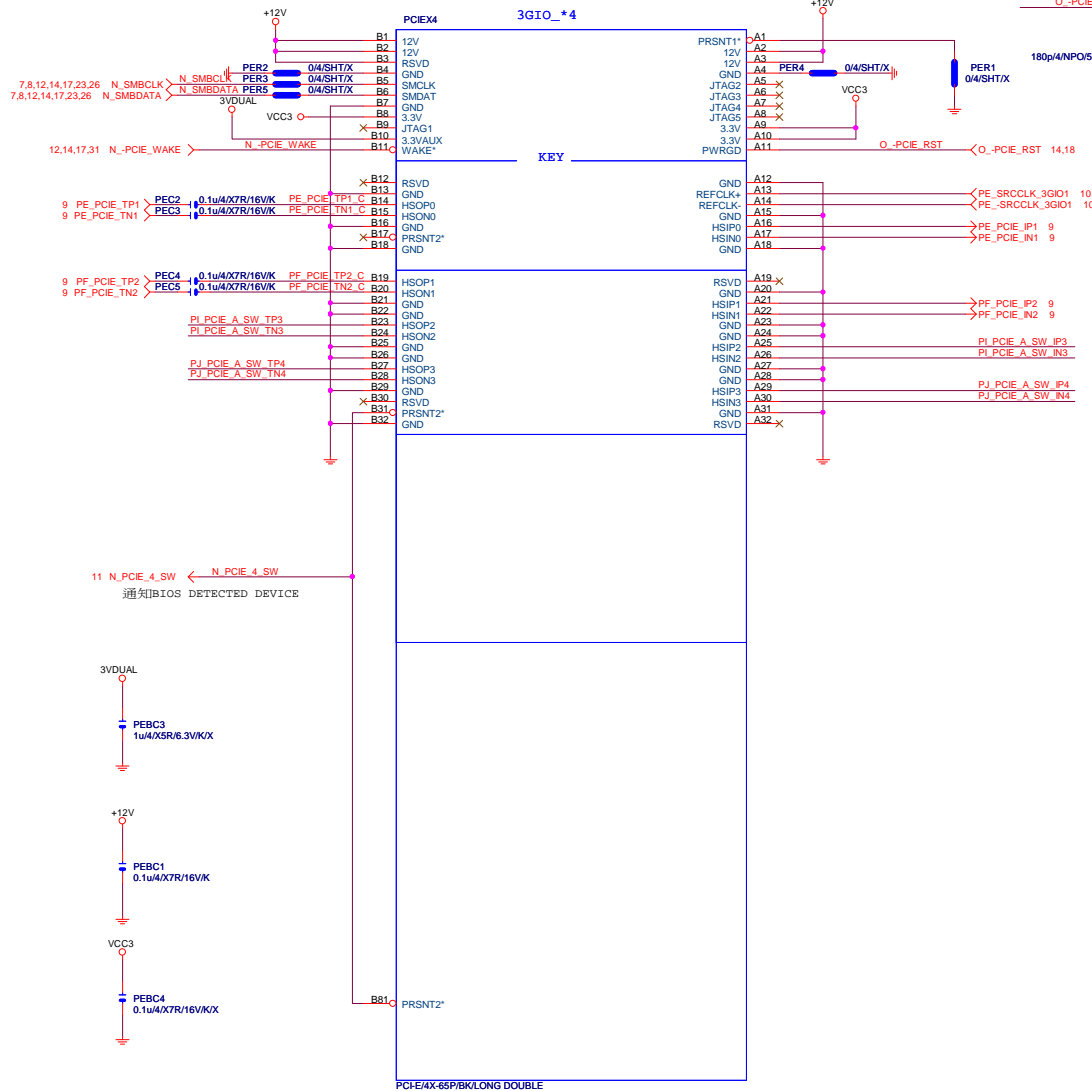 +12V
PCIEX4
3GIO_*4
+12V
O_-PCIE
B1 12V
B2 12V
B3 RSVD
PER2 0/4/SHT/X B4 GND
7,8,12,14,17,23,26 N_SMBCLK N_SMBCLK PER3 0/4/SHT/X B5 SMCLK
7,8,12,14,17,23,26 N_SMBDATA N_SMBDATA PER5 0/4/SHT/X B6 SMDAT
3VDUAL
B7 GND
VCC3 B8 3.3V
B9 JTAG1
B10 3.3VAUX
12,14,17,31 N_-PCIE_WAKE N_-PCIE_WAKE B11 WAKE*
PRSNT1* A1
12V A2
12V A3
GND A4 PER4 0/4/SHT/X
JTAG2 A5
JTAG3 A6
JTAG4 A7
JTAG5 A8
VCC3
3.3V A9
3.3V A10
PWRGD A11 O_-PCIE_RST O_-PCIE_RST 14,18
PER1
0/4/SHT/X
180p/4/NPO/5
KEY
B12 RSVD
B13 GND
9 PE_PCIE_TP1 PEC2 0.1u/4/X7R/16V/K PE_PCIE_TP1_C B14 HSOP0
9 PE_PCIE_TN1 PEC3 0.1u/4/X7R/16V/K PE_PCIE_TN1_C B15 HSON0
B16 GND
B17 PRSNT2*
B18 GND
GND A12
REFCLK+ A13 PE_SRCCLK_3GIO1 10
REFCLK- A14 PE_-SRCCLK_3GIO1 10
GND A15
HSIP0 A16 PE_PCIE_IP1 9
HSIN0 A17 PE_PCIE_IN1 9
GND A18
9 PF_PCIE_TP2 PEC4 0.1u/4/X7R/16V/K PF_PCIE_TP2_C B19 HSOP1
9 PF_PCIE_TN2 PEC5 0.1u/4/X7R/16V/K PF_PCIE_TN2_C B20 HSON1
B21 GND
B22 GND
PI_PCIE_A_SW_TP3 B23 HSOP2
PI_PCIE_A_SW_TN3 B24 HSON2
B25 GND
B26 GND
PJ_PCIE_A_SW_TP4 B27 HSOP3
PJ_PCIE_A_SW_TN4 B28 HSON3
B29 GND
B30 RSVD
B31 PRSNT2*
B32 GND
RSVD A19
GND A20
HSIP1 A21 PF_PCIE_IP2 9
HSIN1 A22 PF_PCIE_IN2 9
GND A23
GND A24
HSIP2 A25 PI_PCIE_A_SW_IP3
HSIN2 A26 PI_PCIE_A_SW_IN3
GND A27
GND A28
HSIP3 A29 PJ_PCIE_A_SW_IP4
HSIN3 A30 PJ_PCIE_A_SW_IN4
GND A31
RSVD A32
11 N_PCIE_4_SW N_PCIE_4_SW
通知BIOS DETECTED DEVICE
3VDUAL
PEBC3
1u/4/X5R/6.3V/K/X
+12V
PEBC1
0.1u/4/X7R/16V/K
VCC3
PEBC4
0.1u/4/X7R/16V/K/X
B81 PRSNT2*
PCI-E/4X-65P/BK/LONG DOUBLE